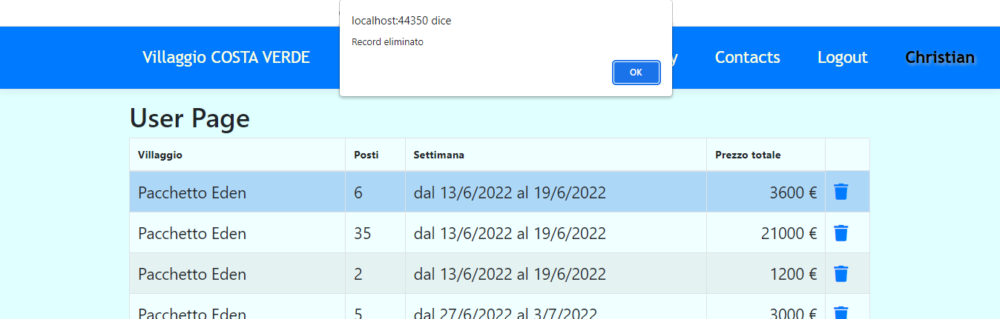 localhost:44350 dice
Record eliminato
OK
Villaggio COSTA VERDE
Contacts
Logout
Christian
User Page
Villaggio Posti Settimana Prezzo totale
Pacchetto Eden 6 dal 13/6/2022 al 19/6/2022 3600 €
Pacchetto Eden 35 dal 13/6/2022 al 19/6/2022 21000 €
Pacchetto Eden 2 dal 13/6/2022 al 19/6/2022 1200 €
Pacchetto Eden 5 dal 27/6/2022 al 3/7/2022 3000 €